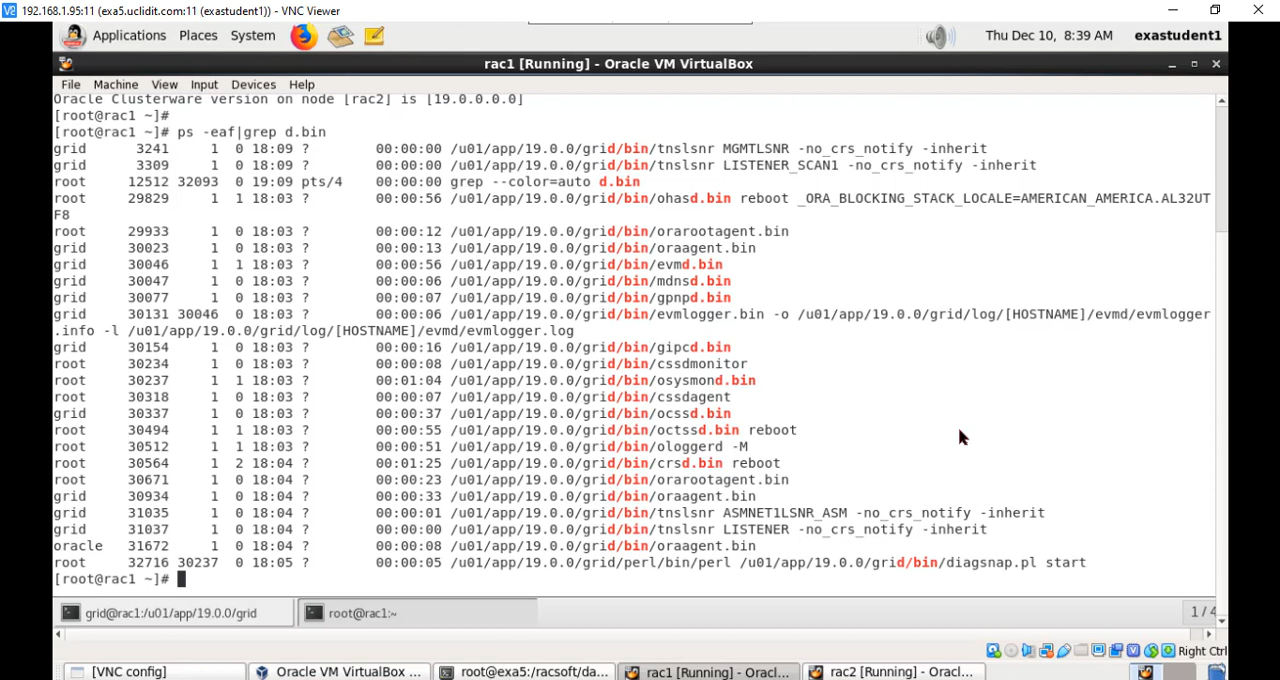 192.168.1.95:11 (exa5.uclidit.com:11 (exastudent1)) - VNC Viewer
Applications Places System Thu Dec 10, 8:39 AM exastudent1
rac1 [Running] - Oracle VM VirtualBox
File Machine View Input Devices Help
Oracle Clusterware version on node [rac2] is [19.0.0.0.0]
[root@rac1 ~]#
[root@rac1 ~]# ps -eaf|grep d.bin
grid 3241 1 0 18:09 ? 00:00:00 /u01/app/19.0.0/grid/bin/tnslsnr MGMTLSNR -no_crs_notify -inherit
grid 3309 1 0 18:09 ? 00:00:00 /u01/app/19.0.0/grid/bin/tnslsnr LISTENER_SCAN1 -no_crs_notify -inherit
root 12512 32093 0 19:09 pts/4 00:00:00 grep --color=auto d.bin
root 29829 1 1 18:03 ? 00:00:56 /u01/app/19.0.0/grid/bin/ohasd.bin reboot _ORA_BLOCKING_STACK_LOCALE=AMERICAN_AMERICA.AL32UT
F8
root 29933 1 0 18:03 ? 00:00:12 /u01/app/19.0.0/grid/bin/orarootagent.bin
grid 30023 1 0 18:03 ? 00:00:13 /u01/app/19.0.0/grid/bin/oraagent.bin
grid 30046 1 1 18:03 ? 00:00:56 /u01/app/19.0.0/grid/bin/evmd.bin
grid 30047 1 0 18:03 ? 00:00:06 /u01/app/19.0.0/grid/bin/mdnsd.bin
grid 30077 1 0 18:03 ? 00:00:07 /u01/app/19.0.0/grid/bin/gpnpd.bin
grid 30131 30046 0 18:03 ? 00:00:06 /u01/app/19.0.0/grid/bin/evmlogger.bin -o /u01/app/19.0.0/grid/log/[HOSTNAME]/evmd/evmlogger
.info -l /u01/app/19.0.0/grid/log/[HOSTNAME]/evmd/evmlogger.log
grid 30154 1 0 18:03 ? 00:00:16 /u01/app/19.0.0/grid/bin/gipcd.bin
root 30234 1 0 18:03 ? 00:00:08 /u01/app/19.0.0/grid/bin/cssdmonitor
root 30237 1 1 18:03 ? 00:01:04 /u01/app/19.0.0/grid/bin/osysmond.bin
root 30318 1 0 18:03 ? 00:00:07 /u01/app/19.0.0/grid/bin/cssdagent
grid 30337 1 0 18:03 ? 00:00:37 /u01/app/19.0.0/grid/bin/ocssd.bin
root 30494 1 1 18:03 ? 00:00:55 /u01/app/19.0.0/grid/bin/octssd.bin reboot
root 30512 1 1 18:03 ? 00:00:51 /u01/app/19.0.0/grid/bin/ologgerd -M
root 30564 1 2 18:04 ? 00:01:25 /u01/app/19.0.0/grid/bin/crsd.bin reboot
root 30671 1 0 18:04 ? 00:00:23 /u01/app/19.0.0/grid/bin/orarootagent.bin
grid 30934 1 0 18:04 ? 00:00:33 /u01/app/19.0.0/grid/bin/oraagent.bin
grid 31035 1 0 18:04 ? 00:00:01 /u01/app/19.0.0/grid/bin/tnslsnr ASMNET1LSNR_ASM -no_crs_notify -inherit
grid 31037 1 0 18:04 ? 00:00:00 /u01/app/19.0.0/grid/bin/tnslsnr LISTENER -no_crs_notify -inherit
oracle 31672 1 0 18:04 ? 00:00:08 /u01/app/19.0.0/grid/bin/oraagent.bin
root 32716 30237 0 18:05 ? 00:00:05 /u01/app/19.0.0/grid/perl/bin/perl /u01/app/19.0.0/grid/bin/diagsnap.pl start
[root@rac1 ~]#
grid@rac1:/u01/app/19.0.0/grid root@rac1:~ 1 / 4
Right Ctrl
[VNC config] Oracle VM VirtualBox ... root@exa5:/racsoft/da... rac1 [Running] - Oracl... rac2 [Running] - Oracl...